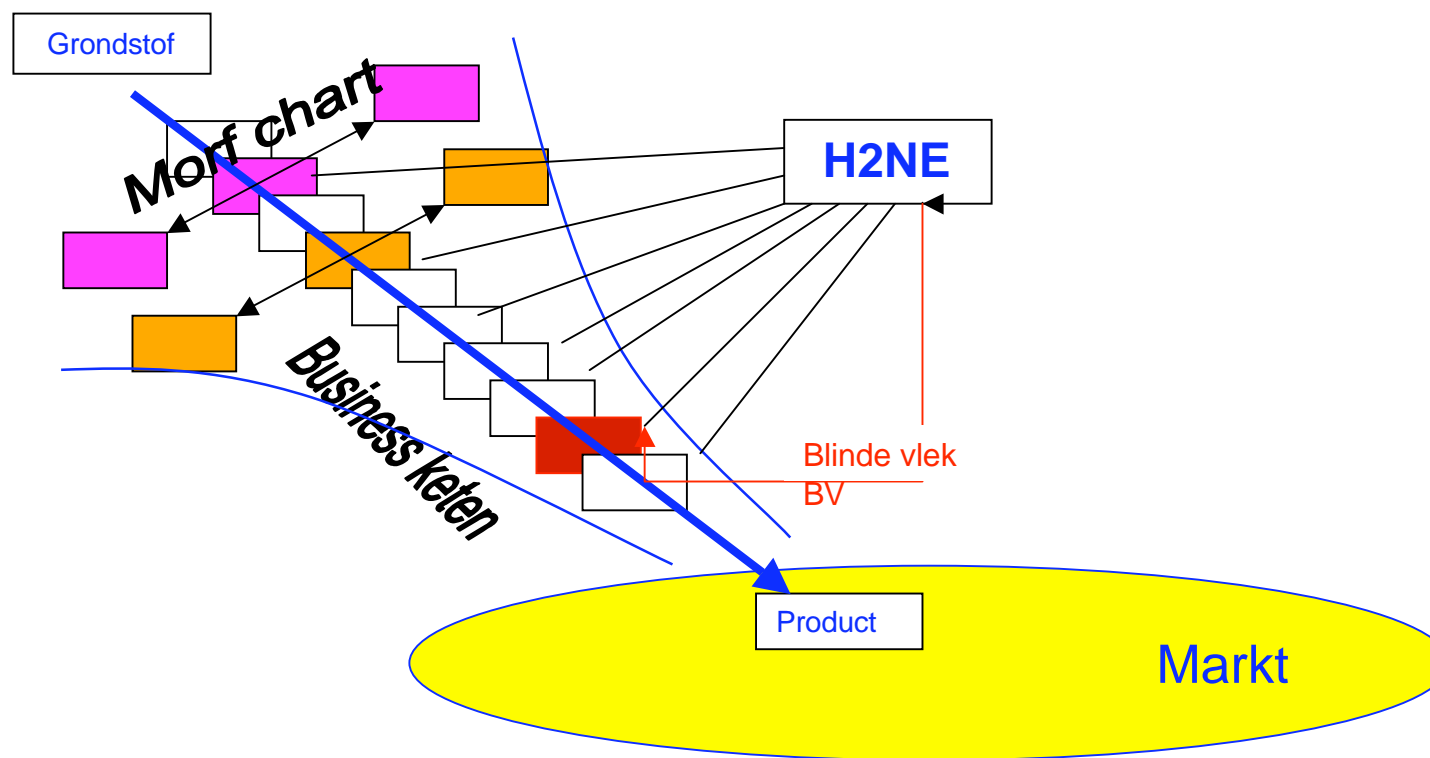 Grondstof
Morf chart
H2NE
Business keten
Blinde vlek
BV
Product
Markt